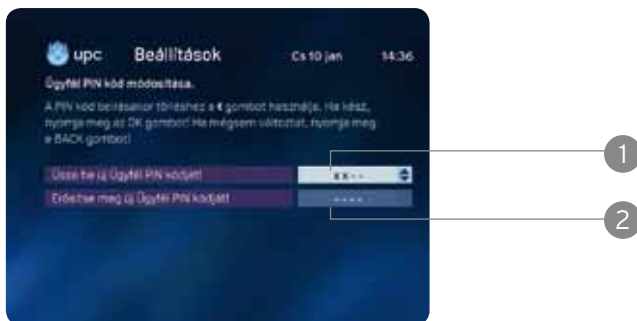 upc Beállítások Cs 10 jan 14:36
Ügyfél PIN kód módosítása.
A PIN kód beírásakor törléshez a gombot használja. Ha kész,
nyomja meg az OK gombot! Ha mégsem változtat, nyomja meg
a BACK gombot!
Üsse be új Ügyfél PIN kódját! xx--
Erősítse meg új Ügyfél PIN kódját! ----
1
2